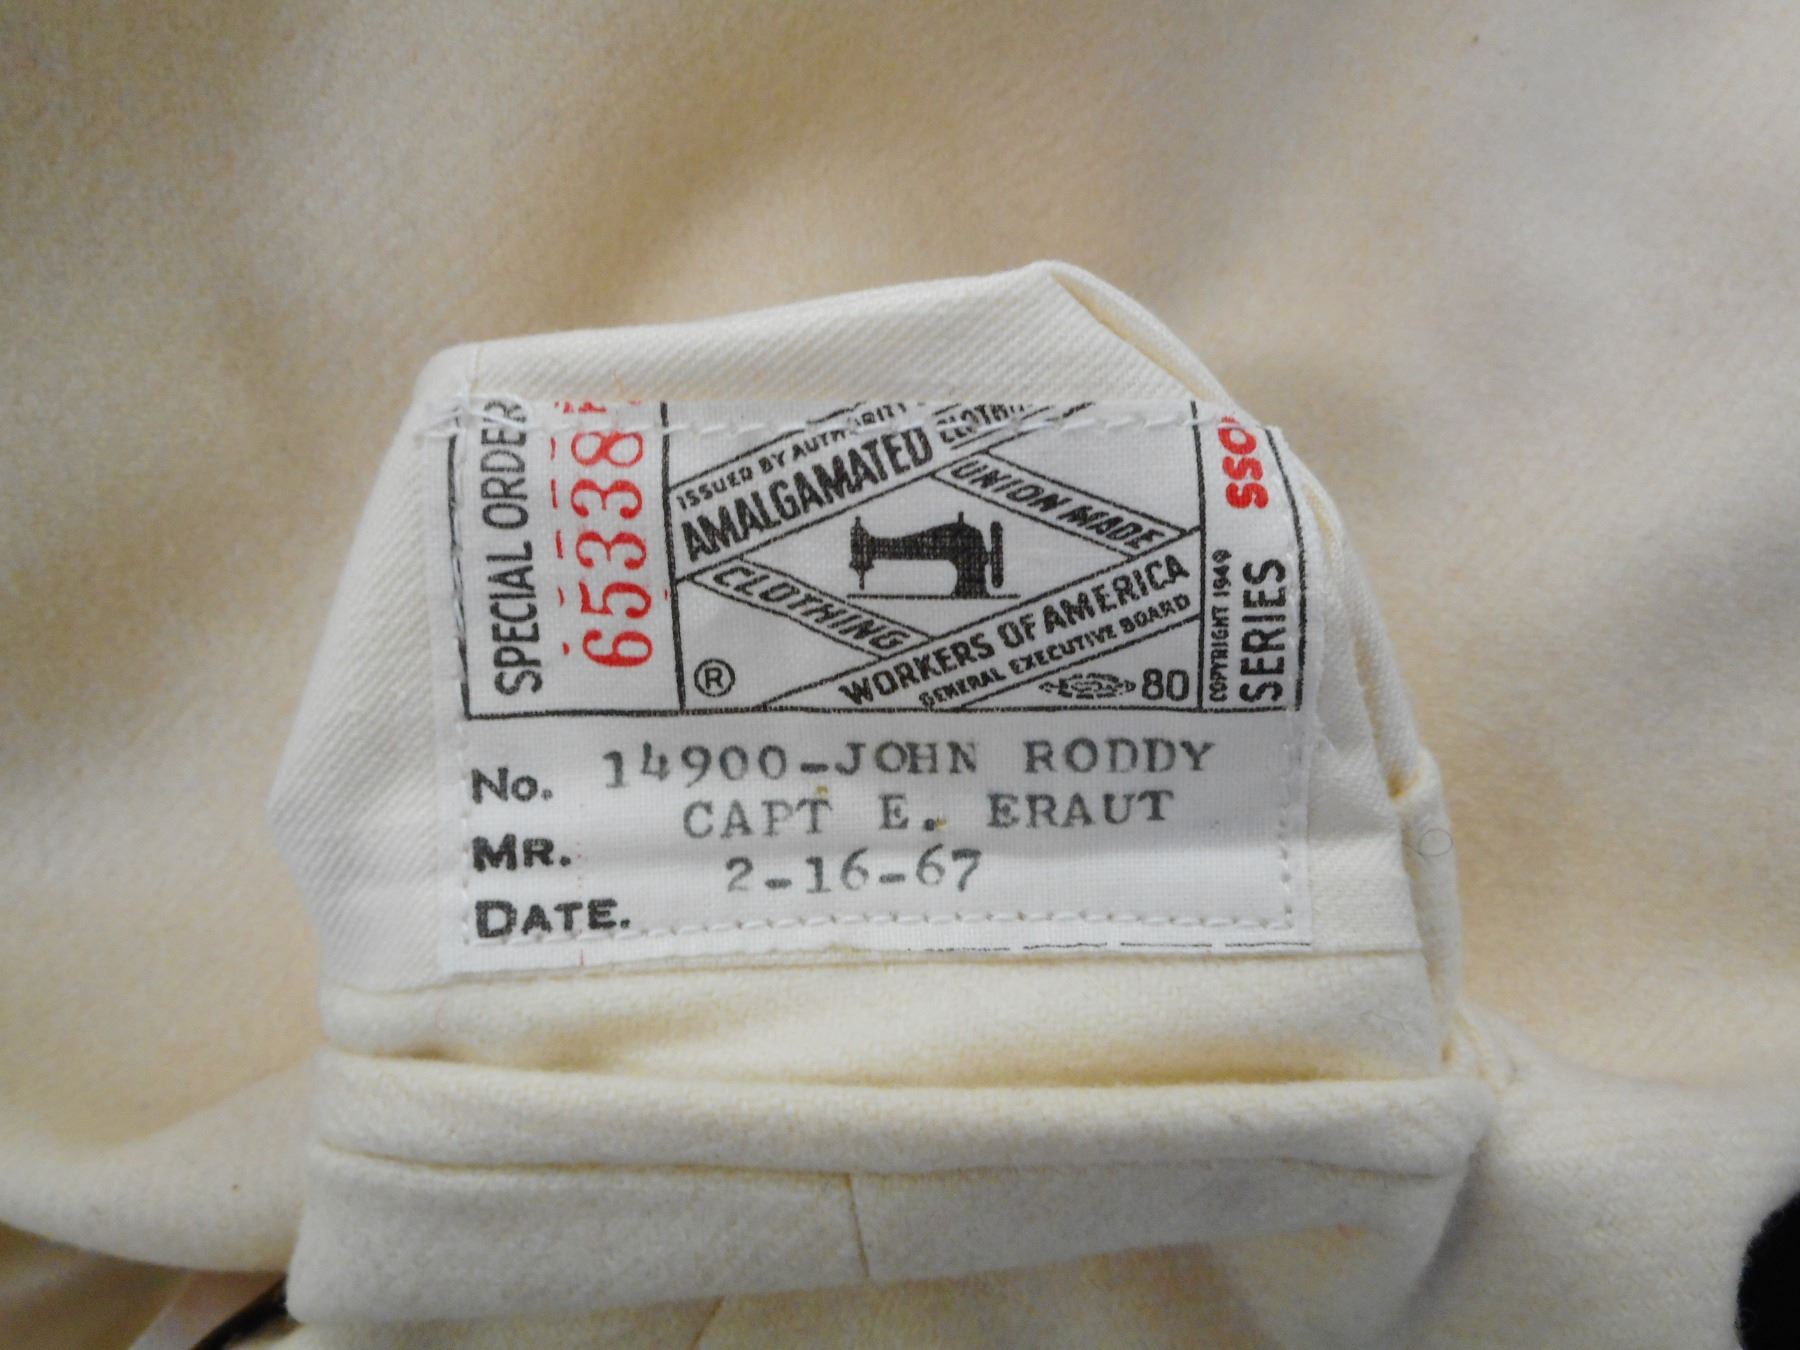 SPECIAL ORDER
65338
ISSUED BY AUTHORITY
AMALGAMATED CLOTHING
UNION MADE
CLOTHING
WORKERS OF AMERICA
GENERAL EXECUTIVE BOARD
®
80
COPYRIGHT 1949
SERIES
No. 14900-JOHN RODDY
MR. CAPT E. ERAUT
DATE. 2-16-67